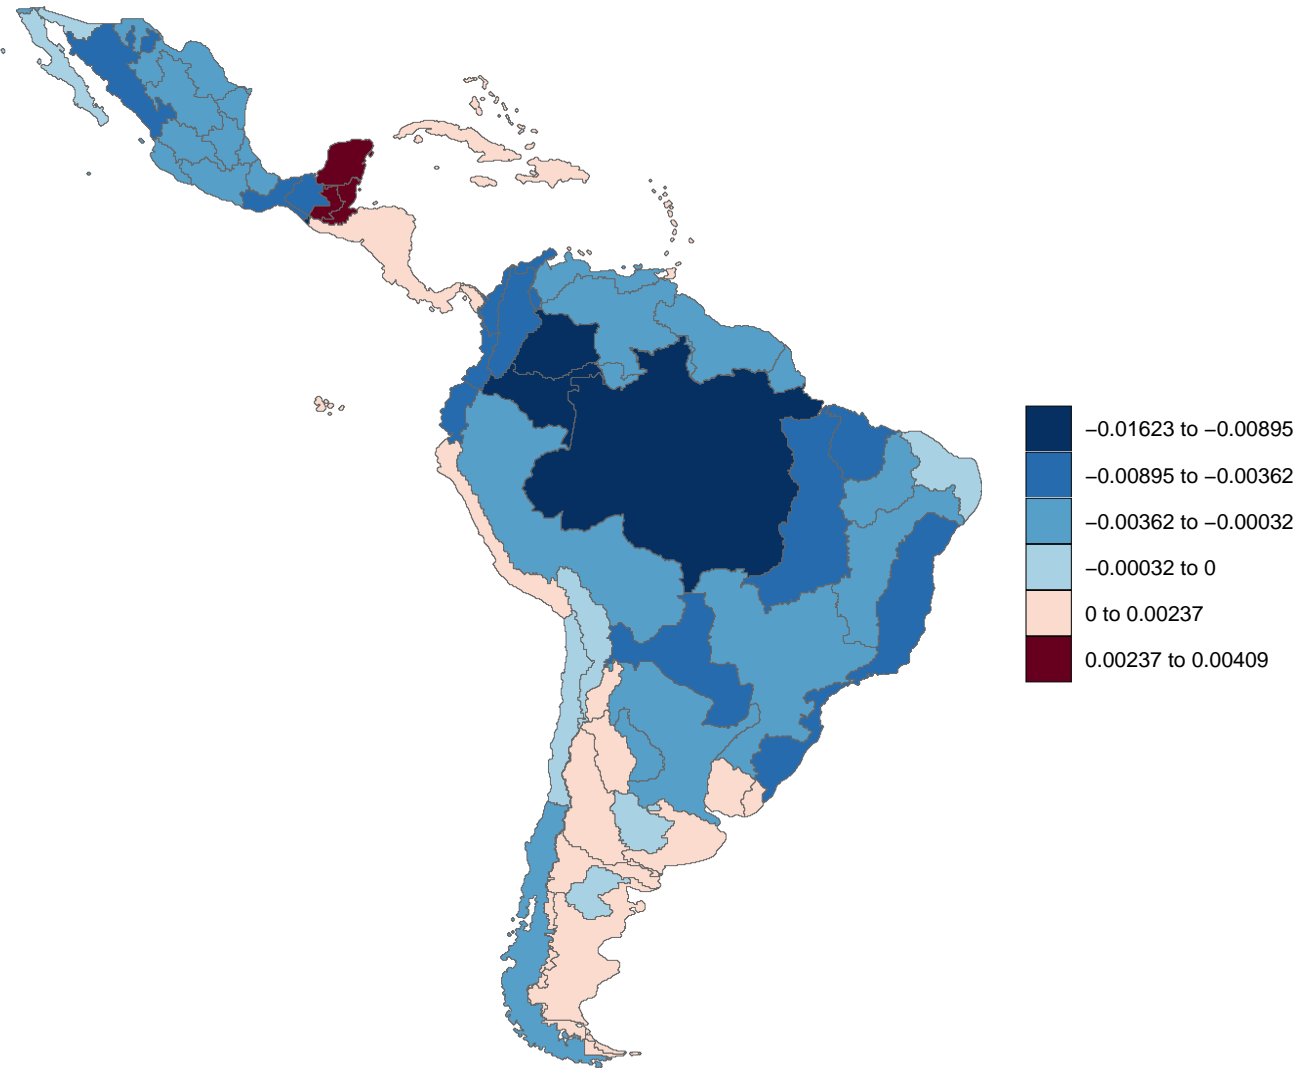 −0.01623 to −0.00895
−0.00895 to −0.00362
−0.00362 to −0.00032
−0.00032 to 0
0 to 0.00237
0.00237 to 0.00409